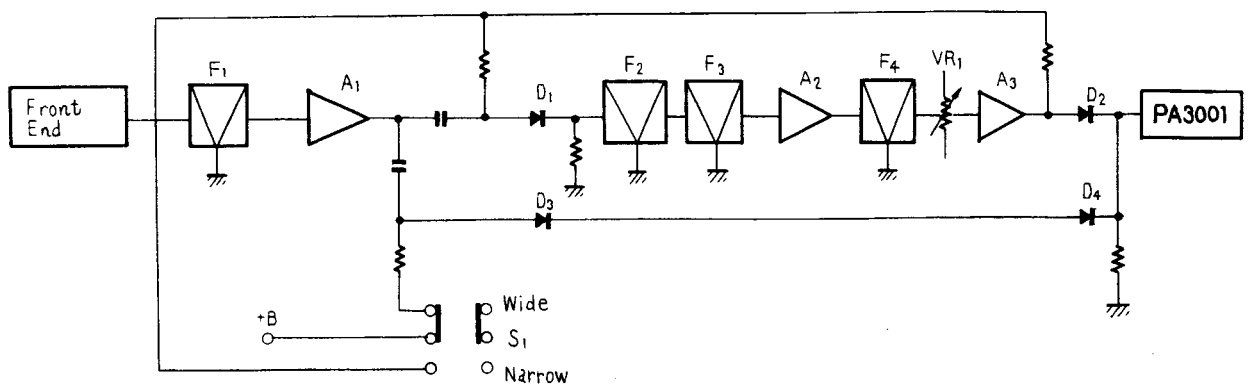 Front
End
F1
A1
D1
F2
F3
A2
F4
VR1
A3
D2
PA3001
D3
D4
+B
Wide
S1
Narrow